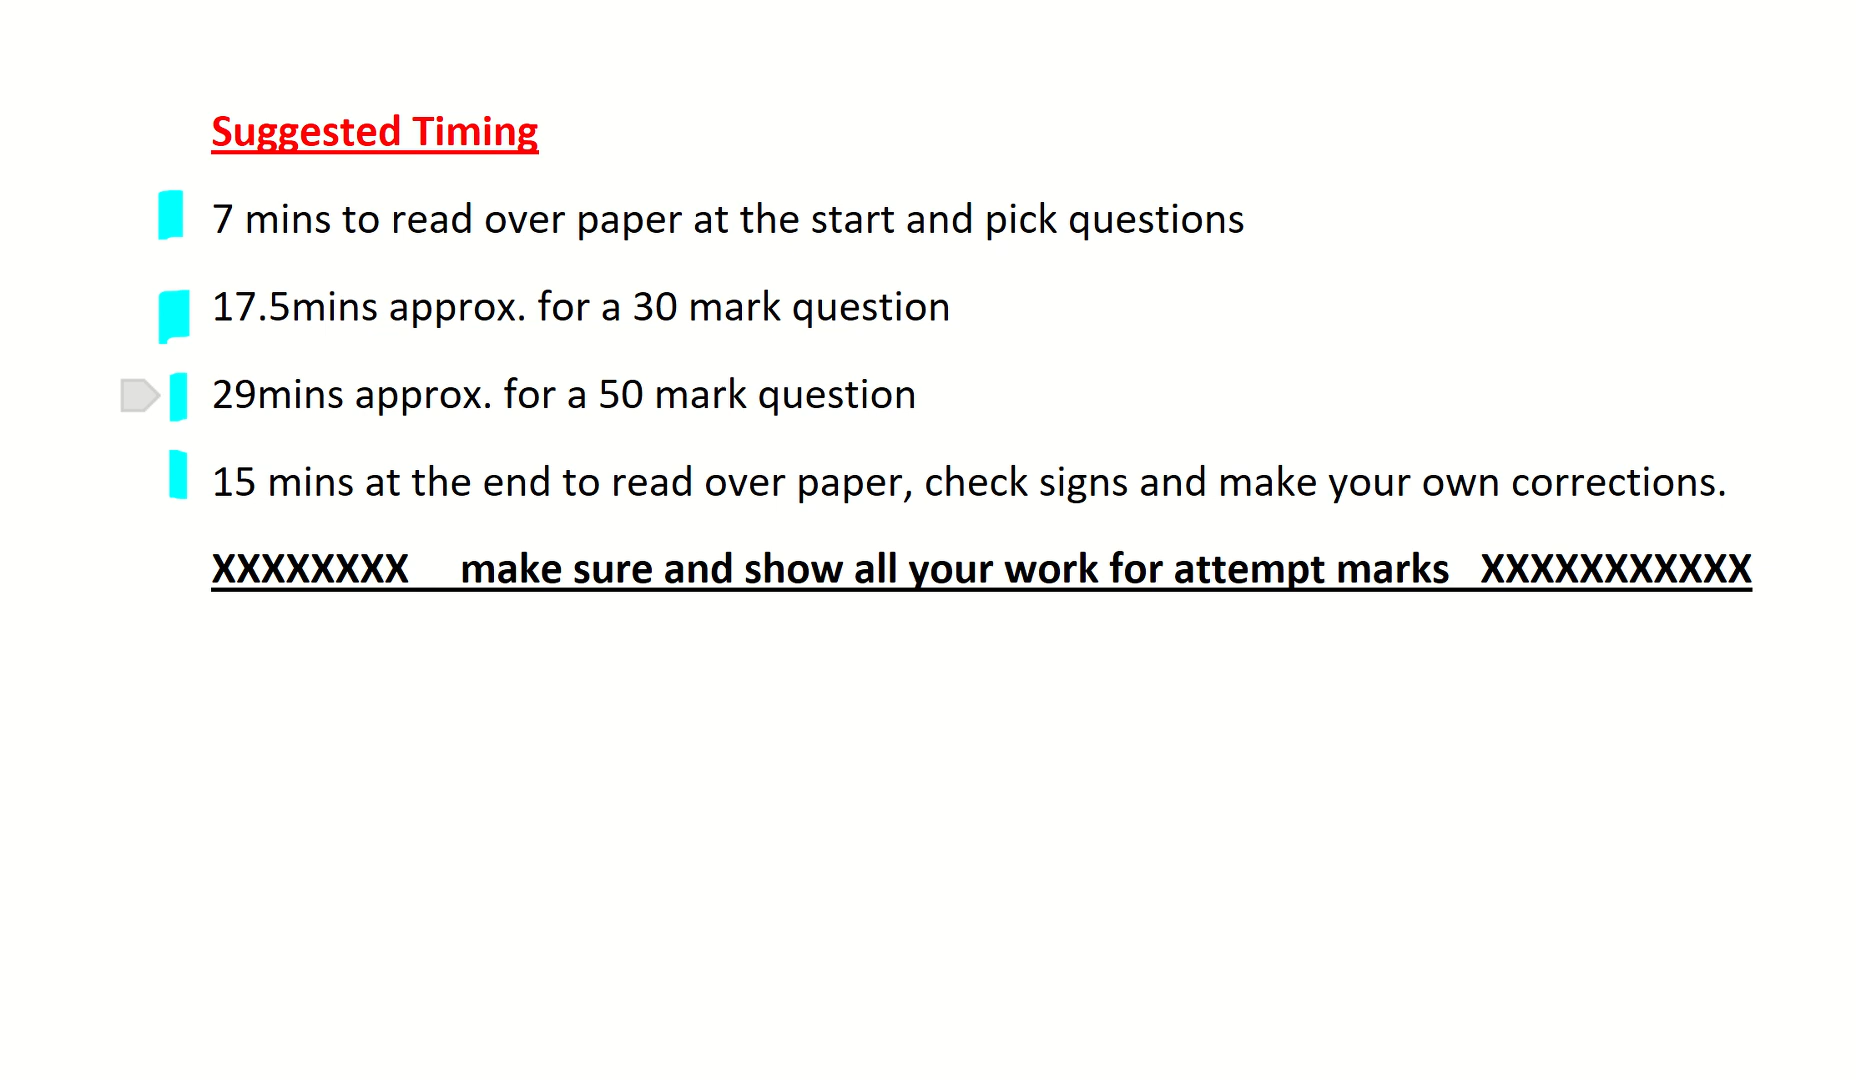 Suggested Timing
7 mins to read over paper at the start and pick questions
17.5mins approx. for a 30 mark question
29mins approx. for a 50 mark question
15 mins at the end to read over paper, check signs and make your own corrections.
XXXXXXXX make sure and show all your work for attempt marks XXXXXXXXXXX